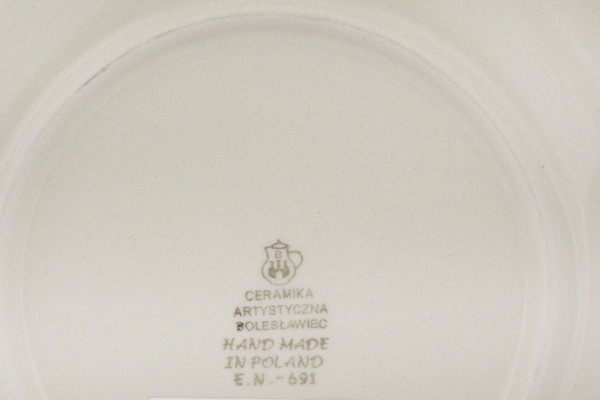 CERAMIKA
ARTYSTYCZNA
BOLESŁAWIEC
HAND MADE
IN POLAND
E.N.-691